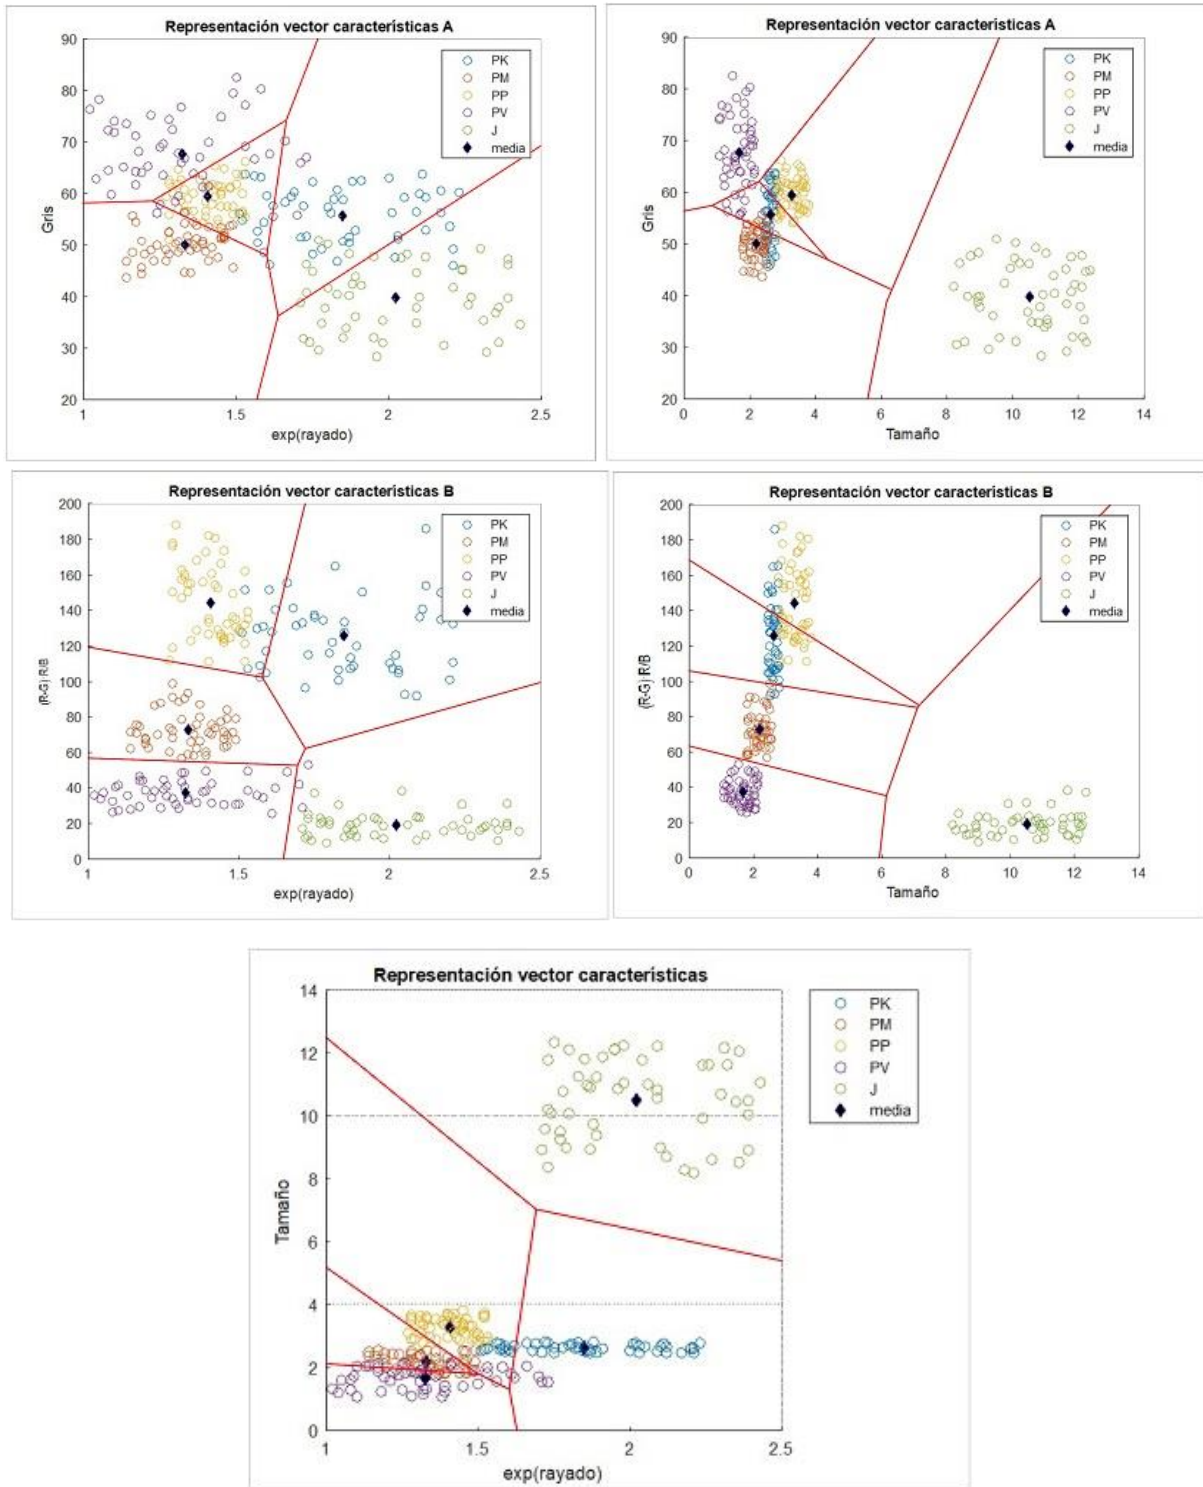 Representación vector características A
90
80
70
60
50
40
30
20
Gris
1
1.5
2
2.5
exp(rayado)
PK
PM
PP
PV
J
media
Representación vector características A
90
80
70
60
50
40
30
20
Gris
0
2
4
6
8
10
12
14
Tamaño
PK
PM
PP
PV
J
media
Representación vector características B
200
180
160
140
120
100
80
60
40
20
0
(R-G) R/B
1
1.5
2
2.5
exp(rayado)
PK
PM
PP
PV
J
media
Representación vector características B
200
180
160
140
120
100
80
60
40
20
0
(R-G) R/B
0
2
4
6
8
10
12
14
Tamaño
PK
PM
PP
PV
J
media
Representación vector características
14
12
10
8
6
4
2
0
Tamaño
1
1.5
2
2.5
exp(rayado)
PK
PM
PP
PV
J
media